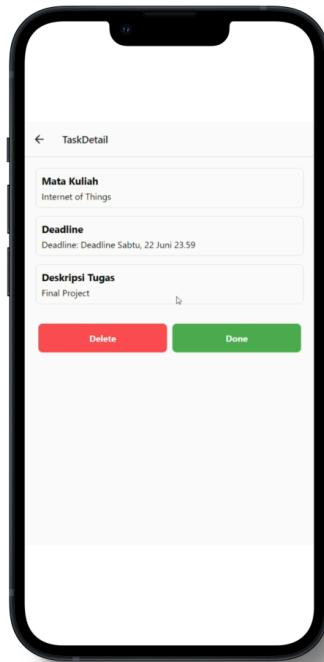 TaskDetail
Mata Kuliah
Internet of Things
Deadline
Deadline: Deadline Sabtu, 22 Juni 23.59
Deskripsi Tugas
Final Project
Delete Done